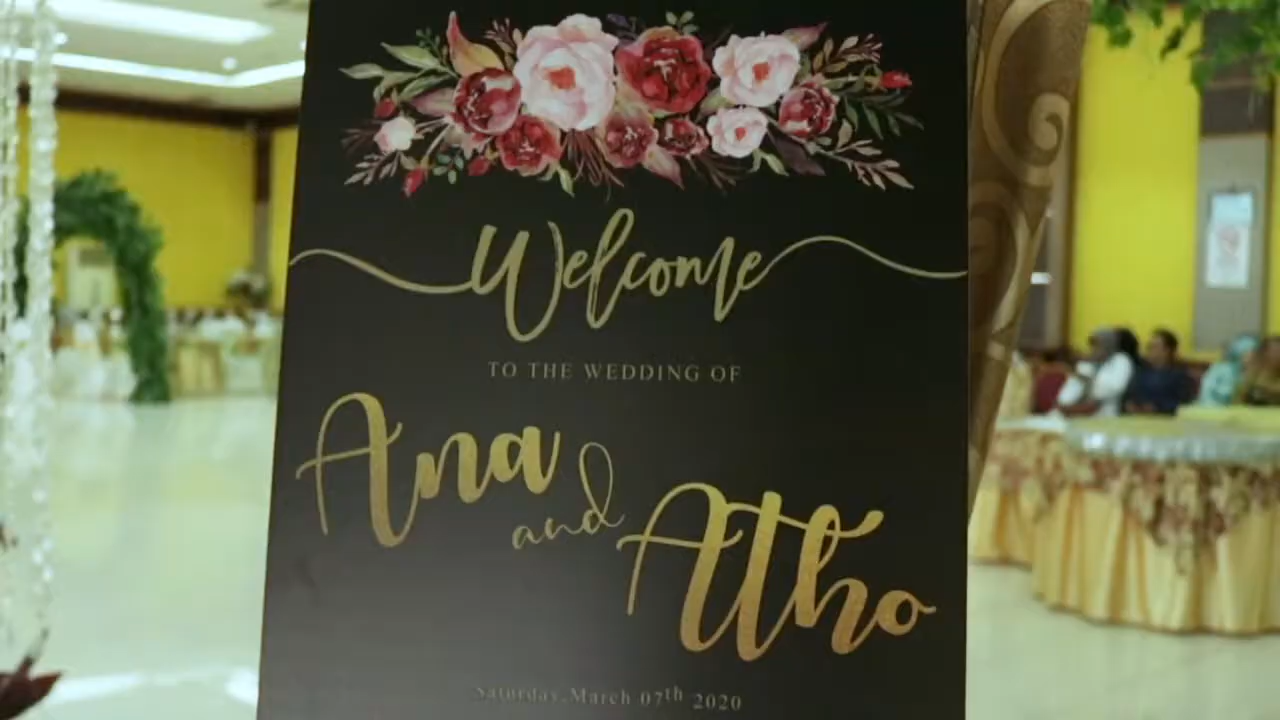 Welcome
TO THE WEDDING OF
Ana
and
Atho
Saturday, March 07th 2020